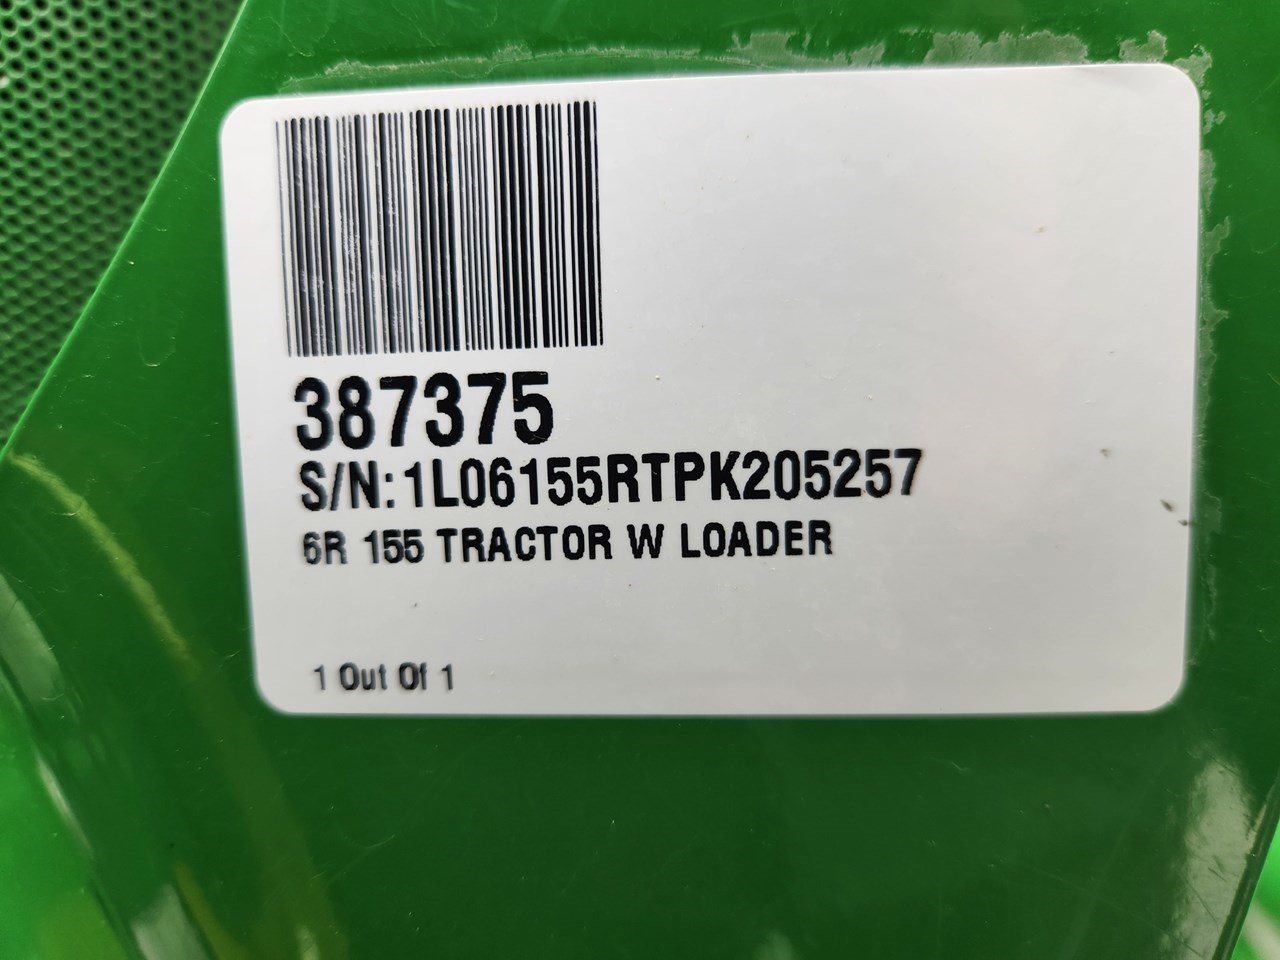 387375
S/N:1L06155RTPK205257
6R 155 TRACTOR W LOADER
1 Out Of 1